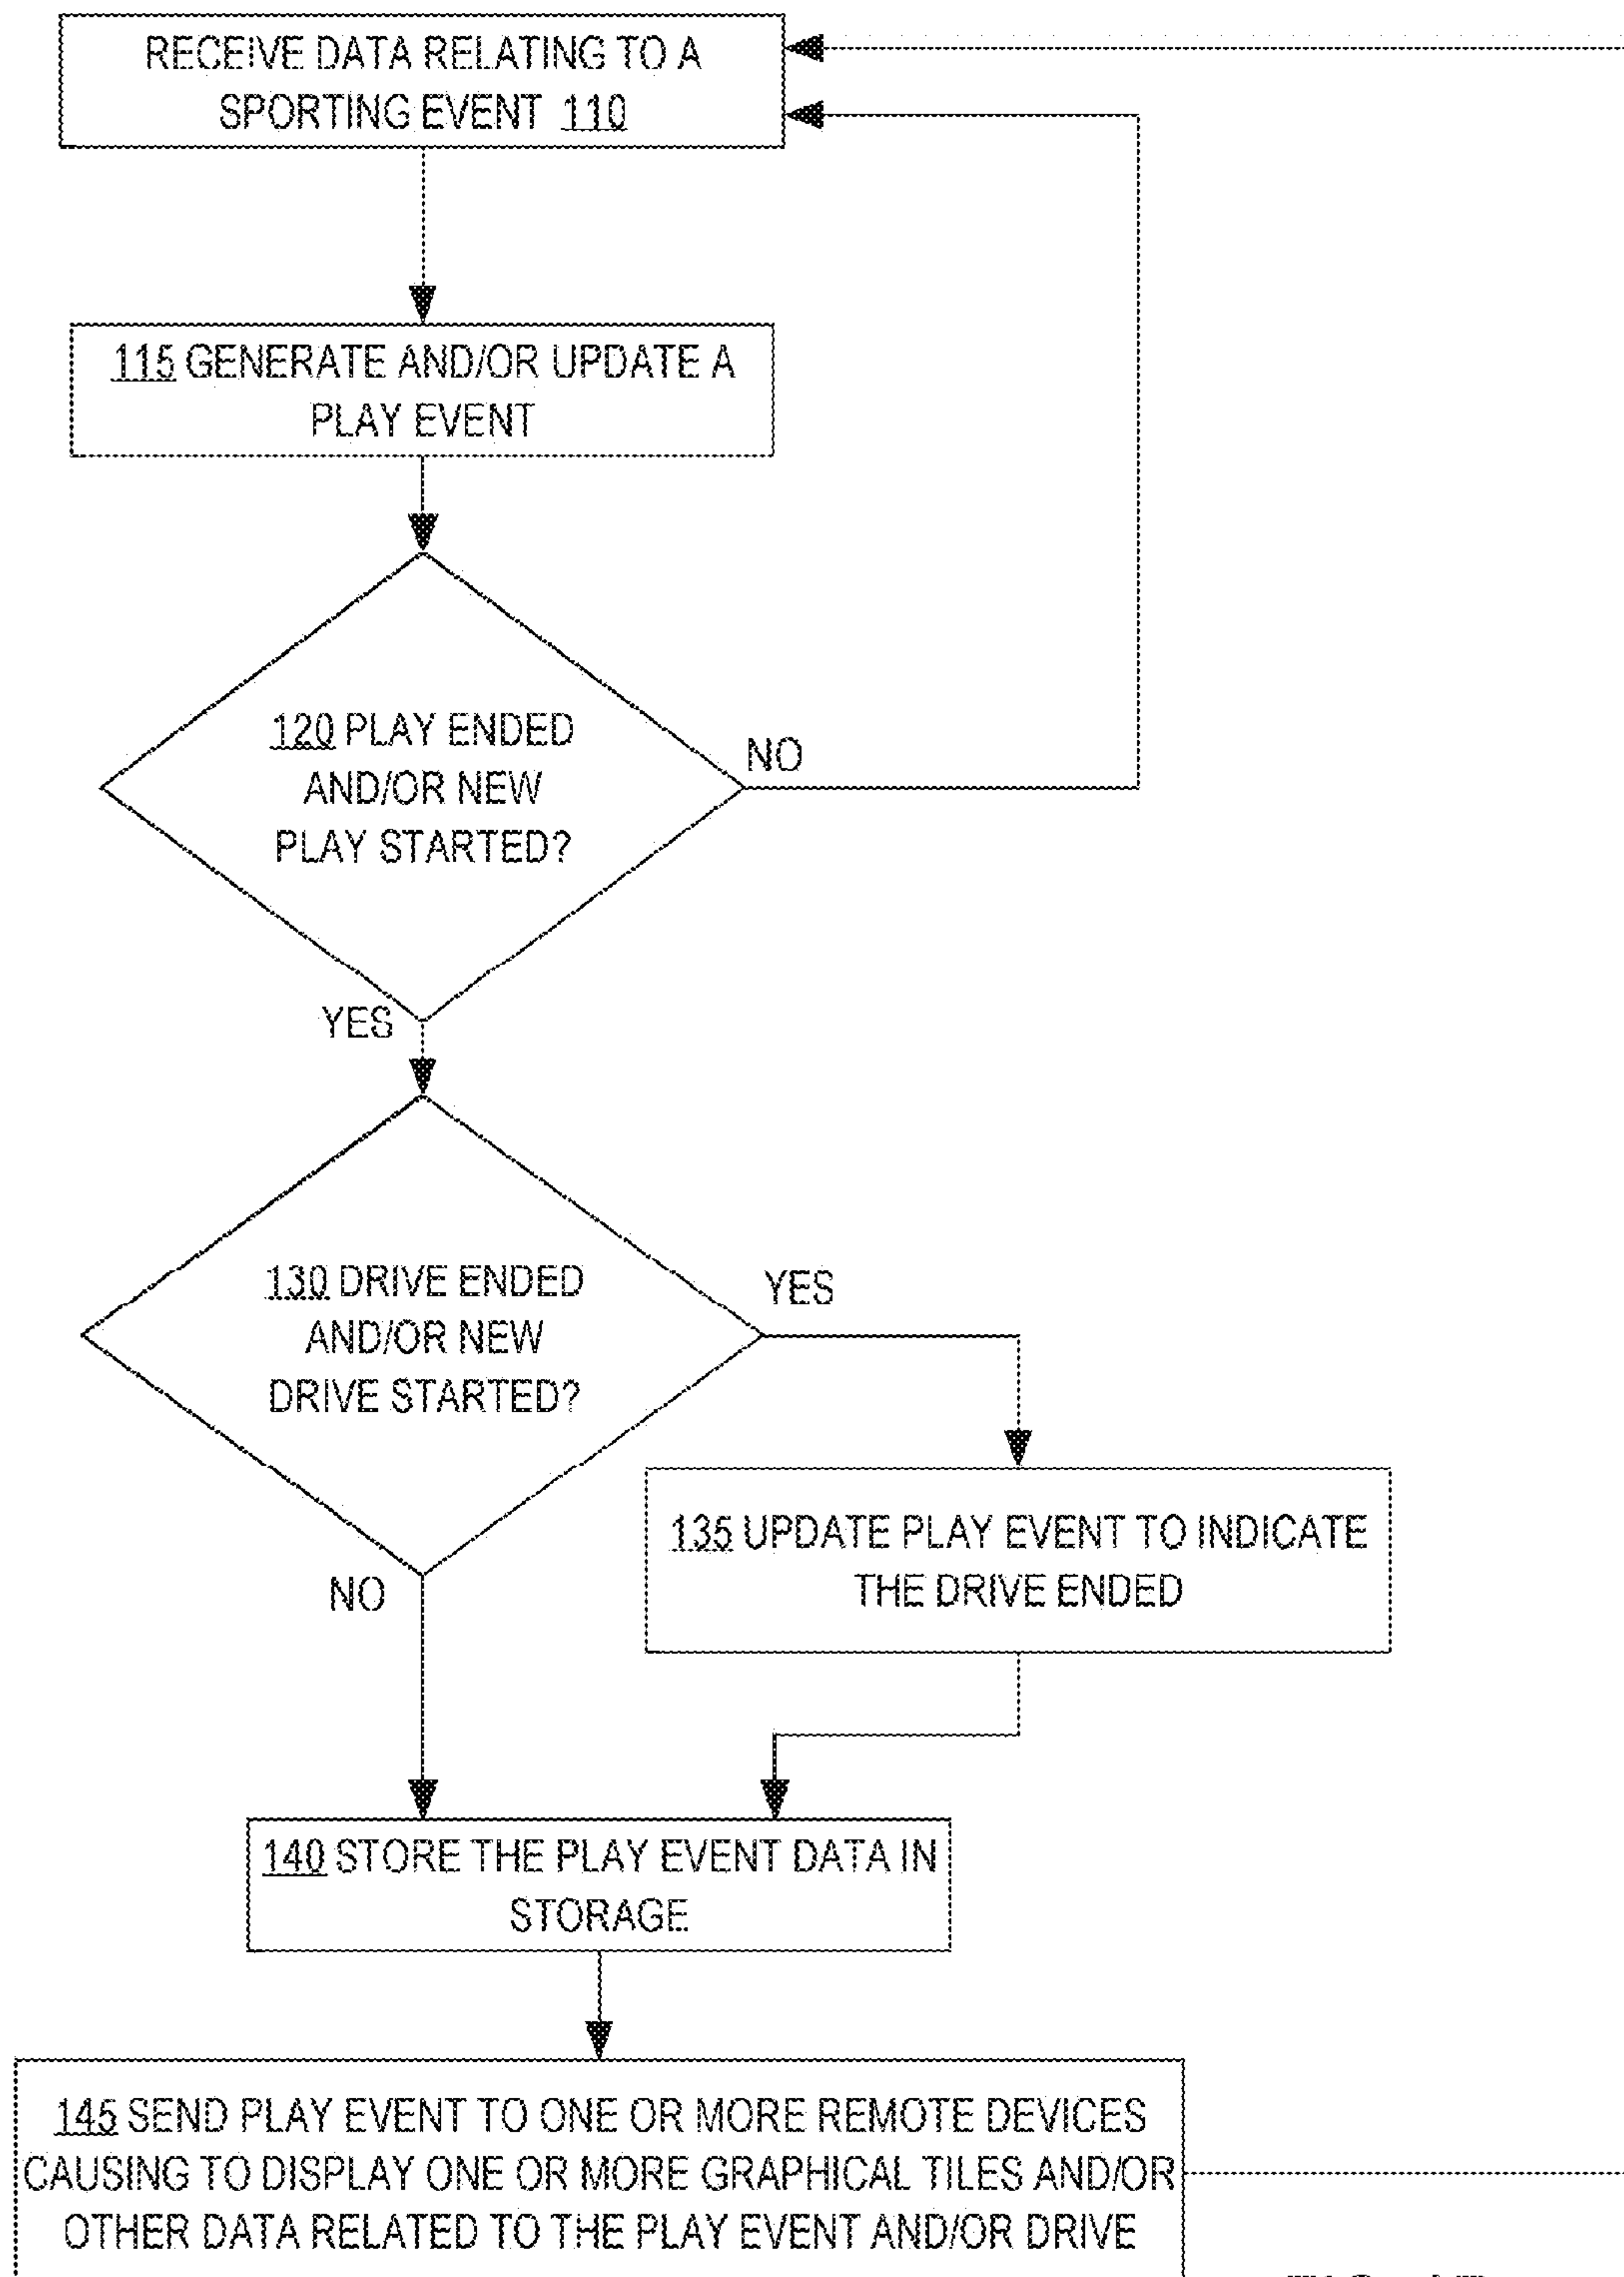 RECEIVE DATA RELATING TO A
SPORTING EVENT 110
115 GENERATE AND/OR UPDATE A
PLAY EVENT
120 PLAY ENDED
AND/OR NEW
PLAY STARTED?
NO
YES
130 DRIVE ENDED
AND/OR NEW
DRIVE STARTED?
YES
135 UPDATE PLAY EVENT TO INDICATE
THE DRIVE ENDED
NO
140 STORE THE PLAY EVENT DATA IN
STORAGE
145 SEND PLAY EVENT TO ONE OR MORE REMOTE DEVICES
CAUSING TO DISPLAY ONE OR MORE GRAPHICAL TILES AND/OR
OTHER DATA RELATED TO THE PLAY EVENT AND/OR DRIVE